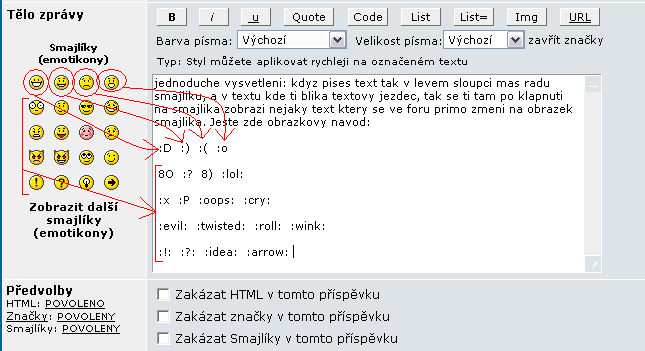 Tělo zprávy
B i u Quote Code List List= Img URL
Barva písma: Výchozí Velikost písma: Výchozí zavřít značky
Typ: Styl můžete aplikovat rychleji na označeném textu
Smajlíky
(emotikony)
Zobrazit další
smajlíky
(emotikony)
jednoduche vysvetleni: kdyz pises text tak v levem sloupci mas radu
smajliku, a v textu kde ti blika textovy jezdec, tak se ti tam po klapnuti
na smajlika zobrazi nejaky text ktery se ve foru primo zmeni na obrazek
smajlika. Jeste zde obrazkovy navod:
:D :) :( :o
8O :? 8) :lol:
:x :P :oops: :cry:
:evil: :twisted: :roll: :wink:
:!: :?: :idea: :arrow:
Předvolby
HTML: POVOLENO
Značky: POVOLENY
Smajlíky: POVOLENY
Zakázat HTML v tomto příspěvku
Zakázat značky v tomto příspěvku
Zakázat Smajlíky v tomto příspěvku